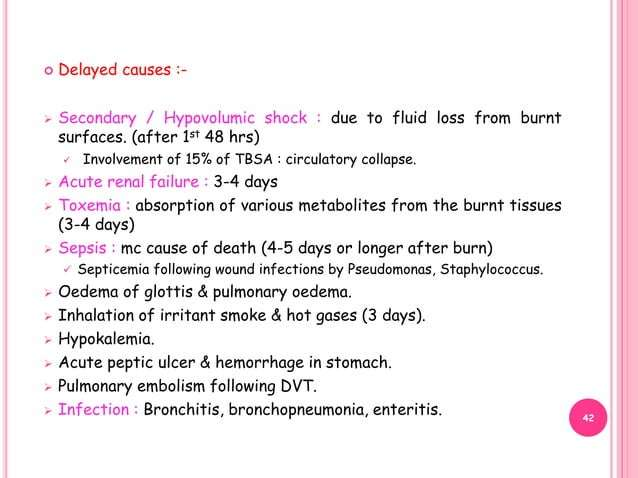 Delayed causes :-
Secondary / Hypovolumic shock : due to fluid loss from burnt
surfaces. (after 1st 48 hrs)
Involvement of 15% of TBSA : circulatory collapse.
Acute renal failure : 3-4 days
Toxemia : absorption of various metabolites from the burnt tissues
(3-4 days)
Sepsis : mc cause of death (4-5 days or longer after burn)
Septicemia following wound infections by Pseudomonas, Staphylococcus.
Oedema of glottis & pulmonary oedema.
Inhalation of irritant smoke & hot gases (3 days).
Hypokalemia.
Acute peptic ulcer & hemorrhage in stomach.
Pulmonary embolism following DVT.
Infection : Bronchitis, bronchopneumonia, enteritis.
42